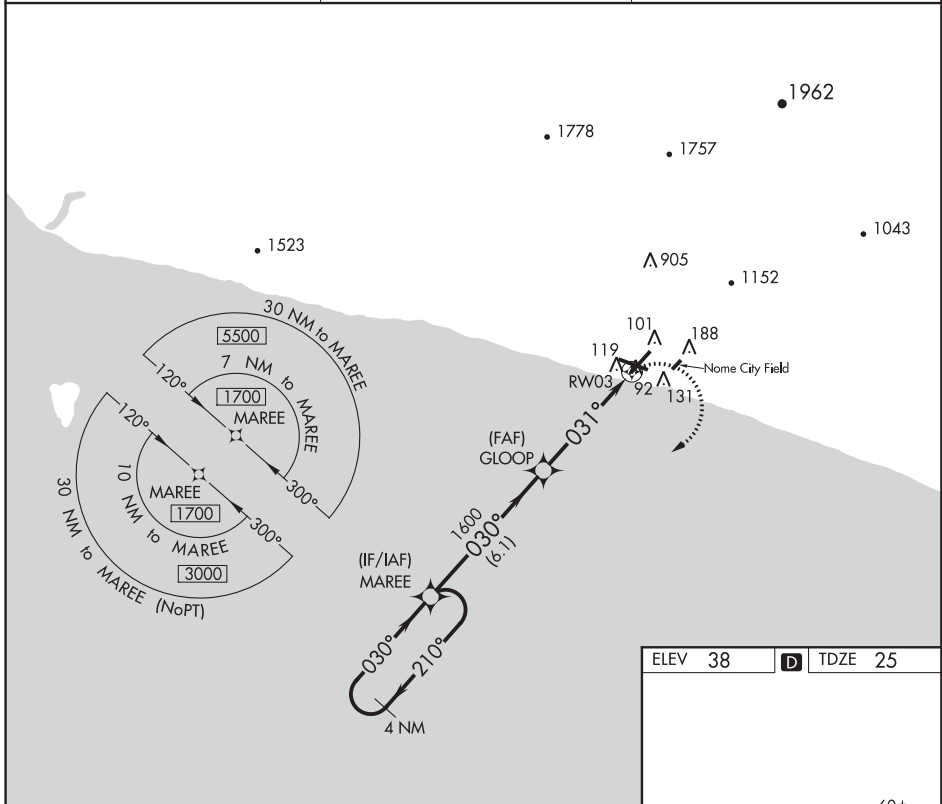 1962
1778
1757
1043
1523
905
1152
30 NM to MAREE
5500
7 NM to MAREE
1700
MAREE
120°
300°
101
188
119
Nome City Field
RW03
92
131
120°
MAREE
1700
10 NM to MAREE
300°
3000
30 NM to MAREE (NoPT)
031°
(FAF)
GLOOP
1600
030°
(6.1)
(IF/IAF)
MAREE
030°
210°
4 NM
ELEV 38
D
TDZE 25